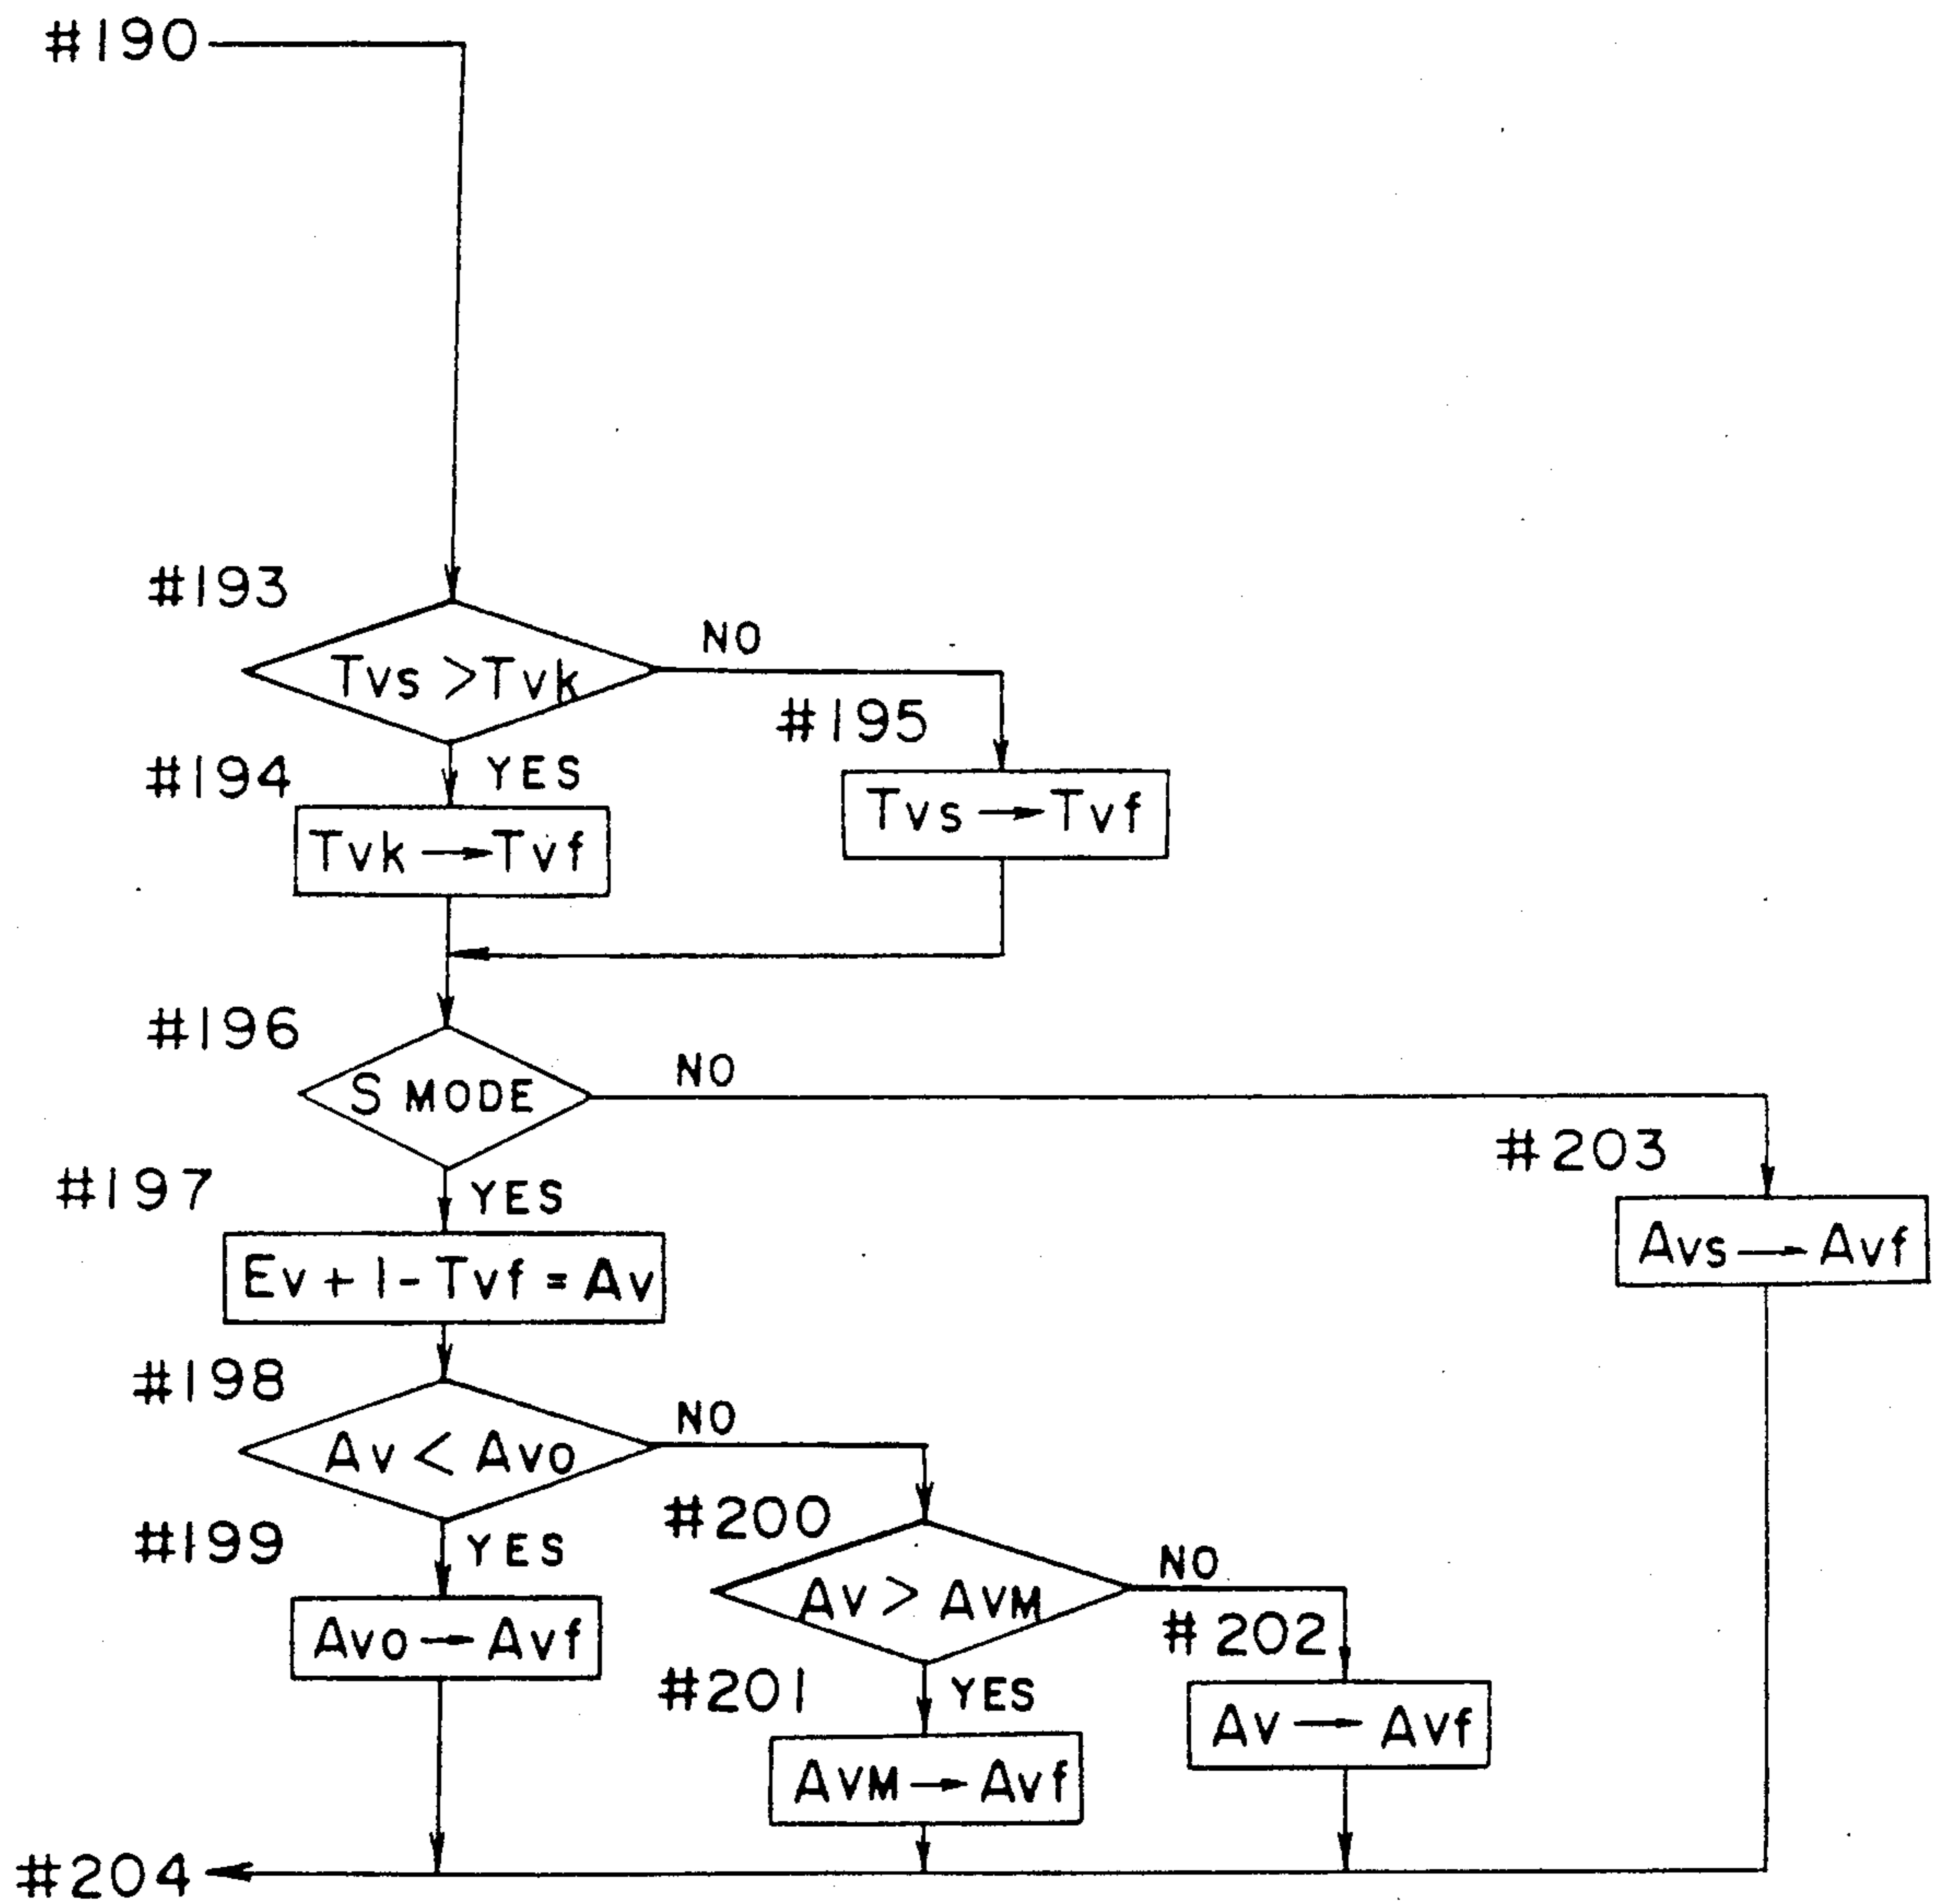 #190
#193
Tvs > Tvk
NO
#195
#194
YES
Tvs → Tvf
Tvk → Tvf
#196
S MODE
NO
#203
#197
YES
Avs → Avf
Ev + 1 - Tvf = Av
#198
Av < Avo
NO
#200
#199
YES
Av > AvM
NO
#202
Avo → Avf
#201
YES
Av → Avf
AvM → Avf
#204